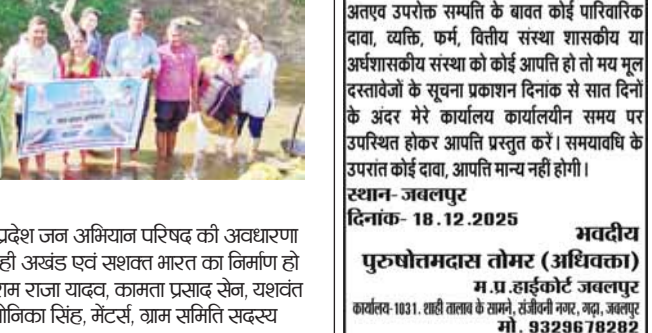 प्रदेश जन अभियान परिषद की अवधारणा
ही अखंड एवं सशक्त भारत का निर्माण हो
राम राजा यादव, कामता प्रसाद सेन, यशवंत
मोनिका सिंह, मेंटर्स, ग्राम समिति सदस्य
अतएव उपरोक्त सम्पत्ति के बावत कोई पारिवारिक
दावा, व्यक्ति, फर्म, वित्तीय संस्था शासकीय या
अर्धशासकीय संस्था को कोई आपत्ति हो तो मय मूल
दस्तावेजों के सूचना प्रकाशन दिनांक से सात दिनों
के अंदर मेरे कार्यालय कार्यालयीन समय पर
उपस्थित होकर आपत्ति प्रस्तुत करें। समयावधि के
उपरांत कोई दावा, आपत्ति मान्य नहीं होगी।
स्थान- जबलपुर
दिनांक- 18.12.2025
भवदीय
पुरुषोत्तमदास तोमर (अधिवक्ता)
म.प्र.हाईकोर्ट जबलपुर
कार्यालय-1031. शाही तालाब के सामने, संजीवनी नगर, गढ़ा, जबलपुर
मो. 9329678282